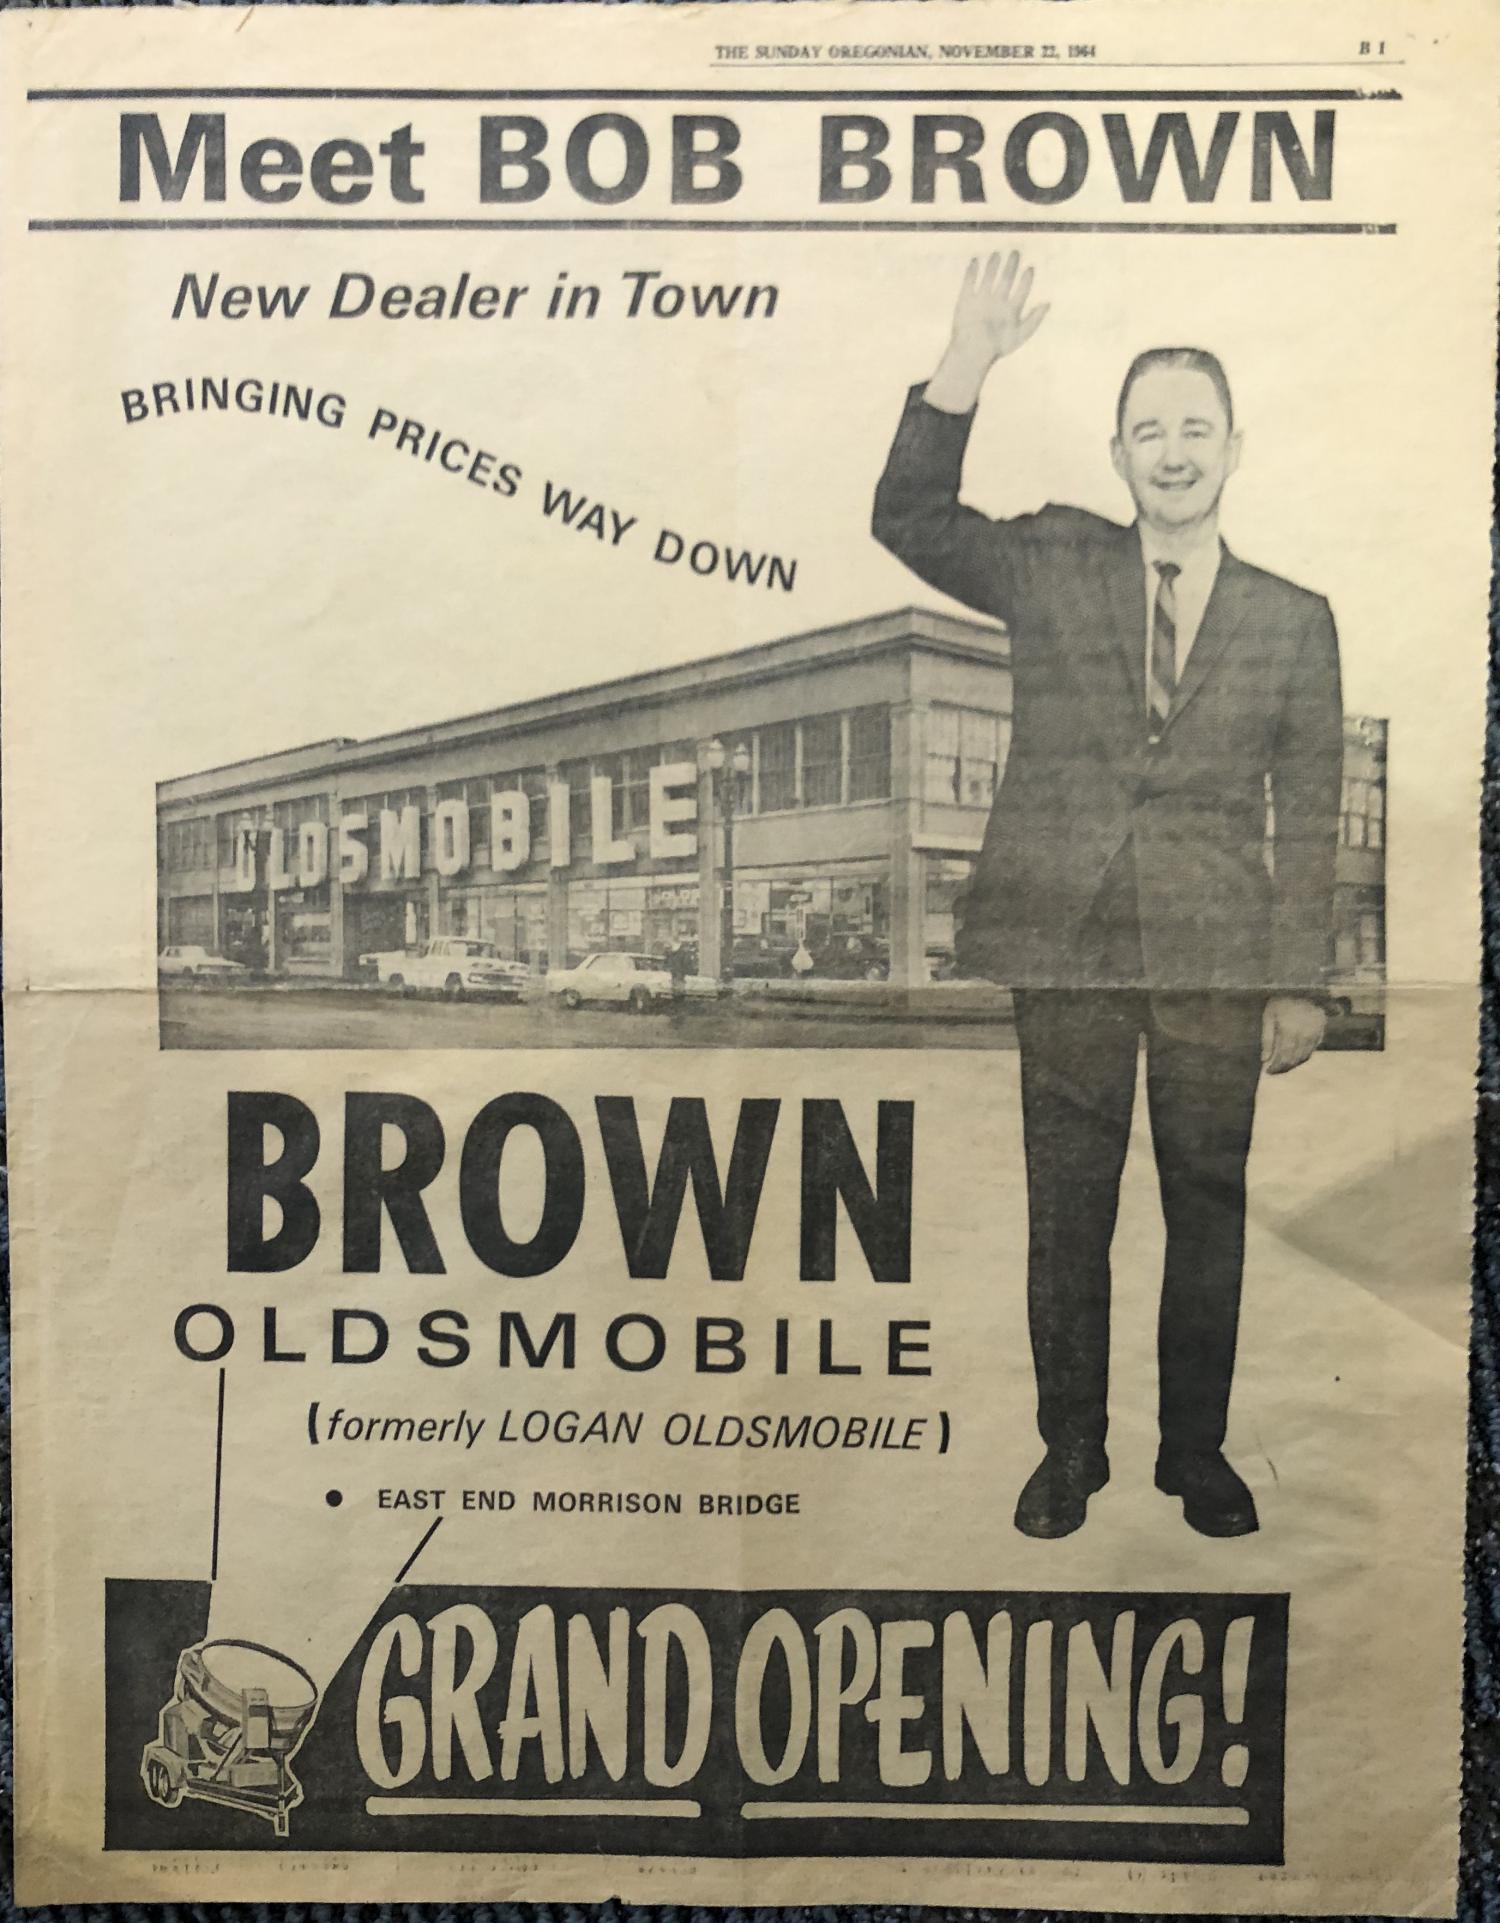 THE SUNDAY OREGONIAN, NOVEMBER 22, 1964 B 1
Meet BOB BROWN
New Dealer in Town
BRINGING PRICES WAY DOWN
OLDSMOBILE
BROWN
OLDSMOBILE
(formerly LOGAN OLDSMOBILE)
• EAST END MORRISON BRIDGE
GRAND OPENING!